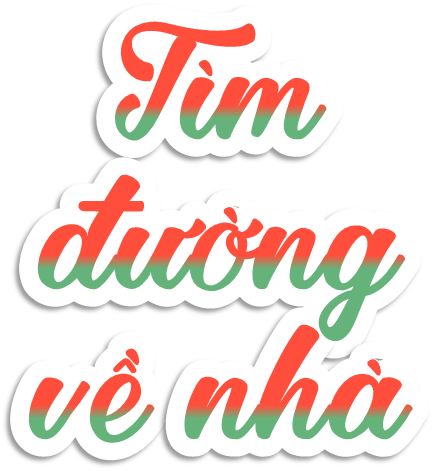 Tìm
đường
về nhà